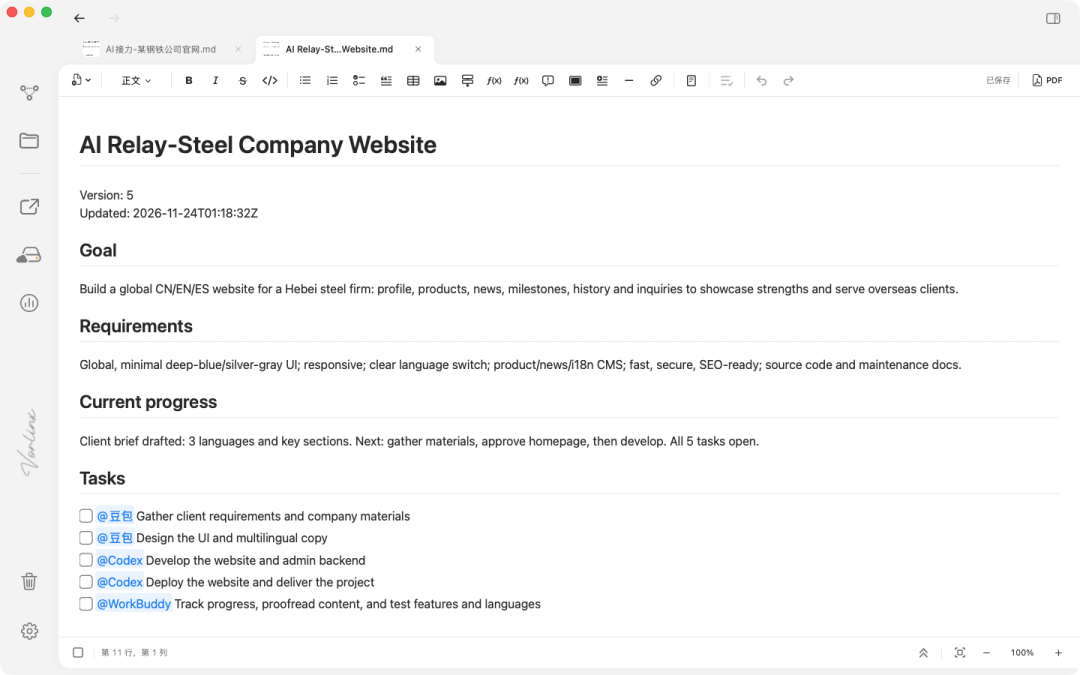 AI接力-某钢铁公司官网.md
AI Relay-St...Website.md
正文
B I S </> f(x) f(x)
已保存
PDF
AI Relay-Steel Company Website
Version: 5
Updated: 2026-11-24T01:18:32Z
Goal
Build a global CN/EN/ES website for a Hebei steel firm: profile, products, news, milestones, history and inquiries to showcase strengths and serve overseas clients.
Requirements
Global, minimal deep-blue/silver-gray UI; responsive; clear language switch; product/news/i18n CMS; fast, secure, SEO-ready; source code and maintenance docs.
Current progress
Client brief drafted: 3 languages and key sections. Next: gather materials, approve homepage, then develop. All 5 tasks open.
Tasks
@豆包 Gather client requirements and company materials
@豆包 Design the UI and multilingual copy
@Codex Develop the website and admin backend
@Codex Deploy the website and deliver the project
@WorkBuddy Track progress, proofread content, and test features and languages
Varlinx
第 11 行, 第 1 列
100%